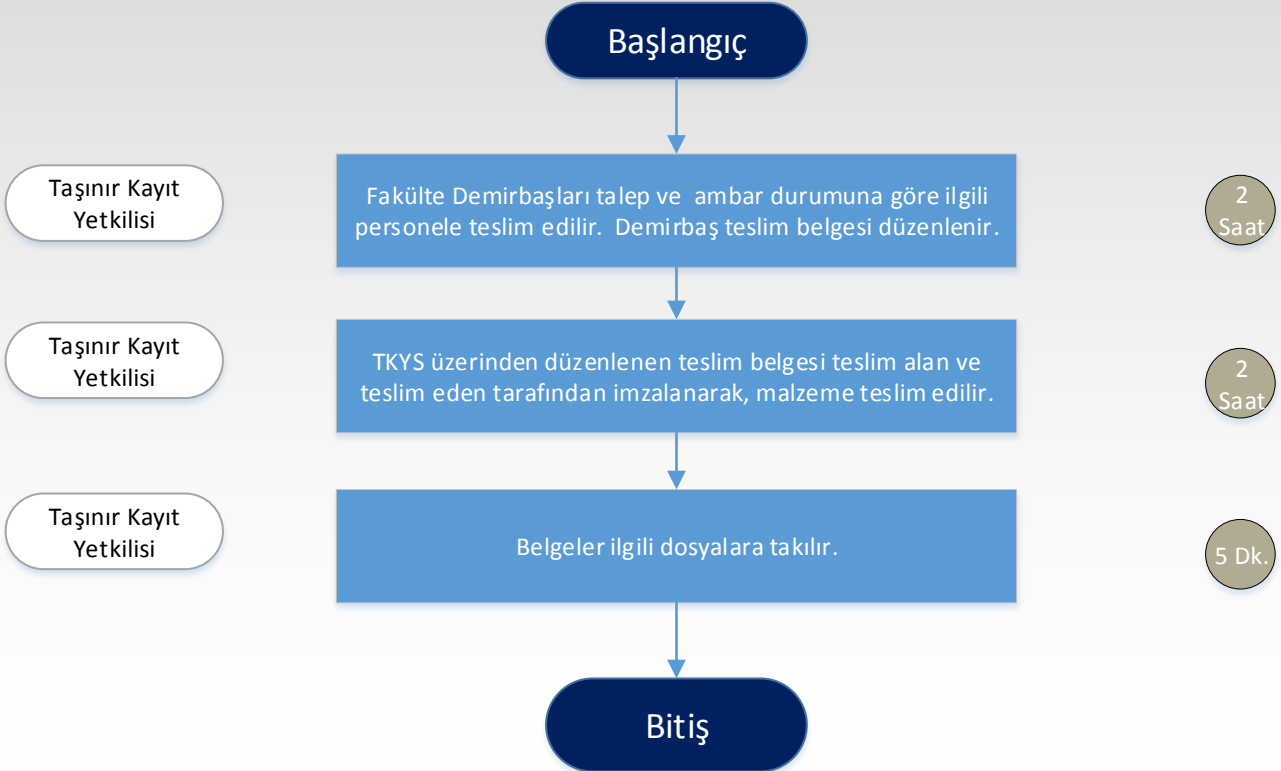 Başlangıç
Taşınır Kayıt
Yetkilisi
Fakülte Demirbaşları talep ve ambar durumuna göre ilgili
personele teslim edilir. Demirbaş teslim belgesi düzenlenir.
2
Saat
Taşınır Kayıt
Yetkilisi
TKYS üzerinden düzenlenen teslim belgesi teslim alan ve
teslim eden tarafından imzalanarak, malzeme teslim edilir.
2
Saat
Taşınır Kayıt
Yetkilisi
Belgeler ilgili dosyalara takılır.
5 Dk.
Bitiş